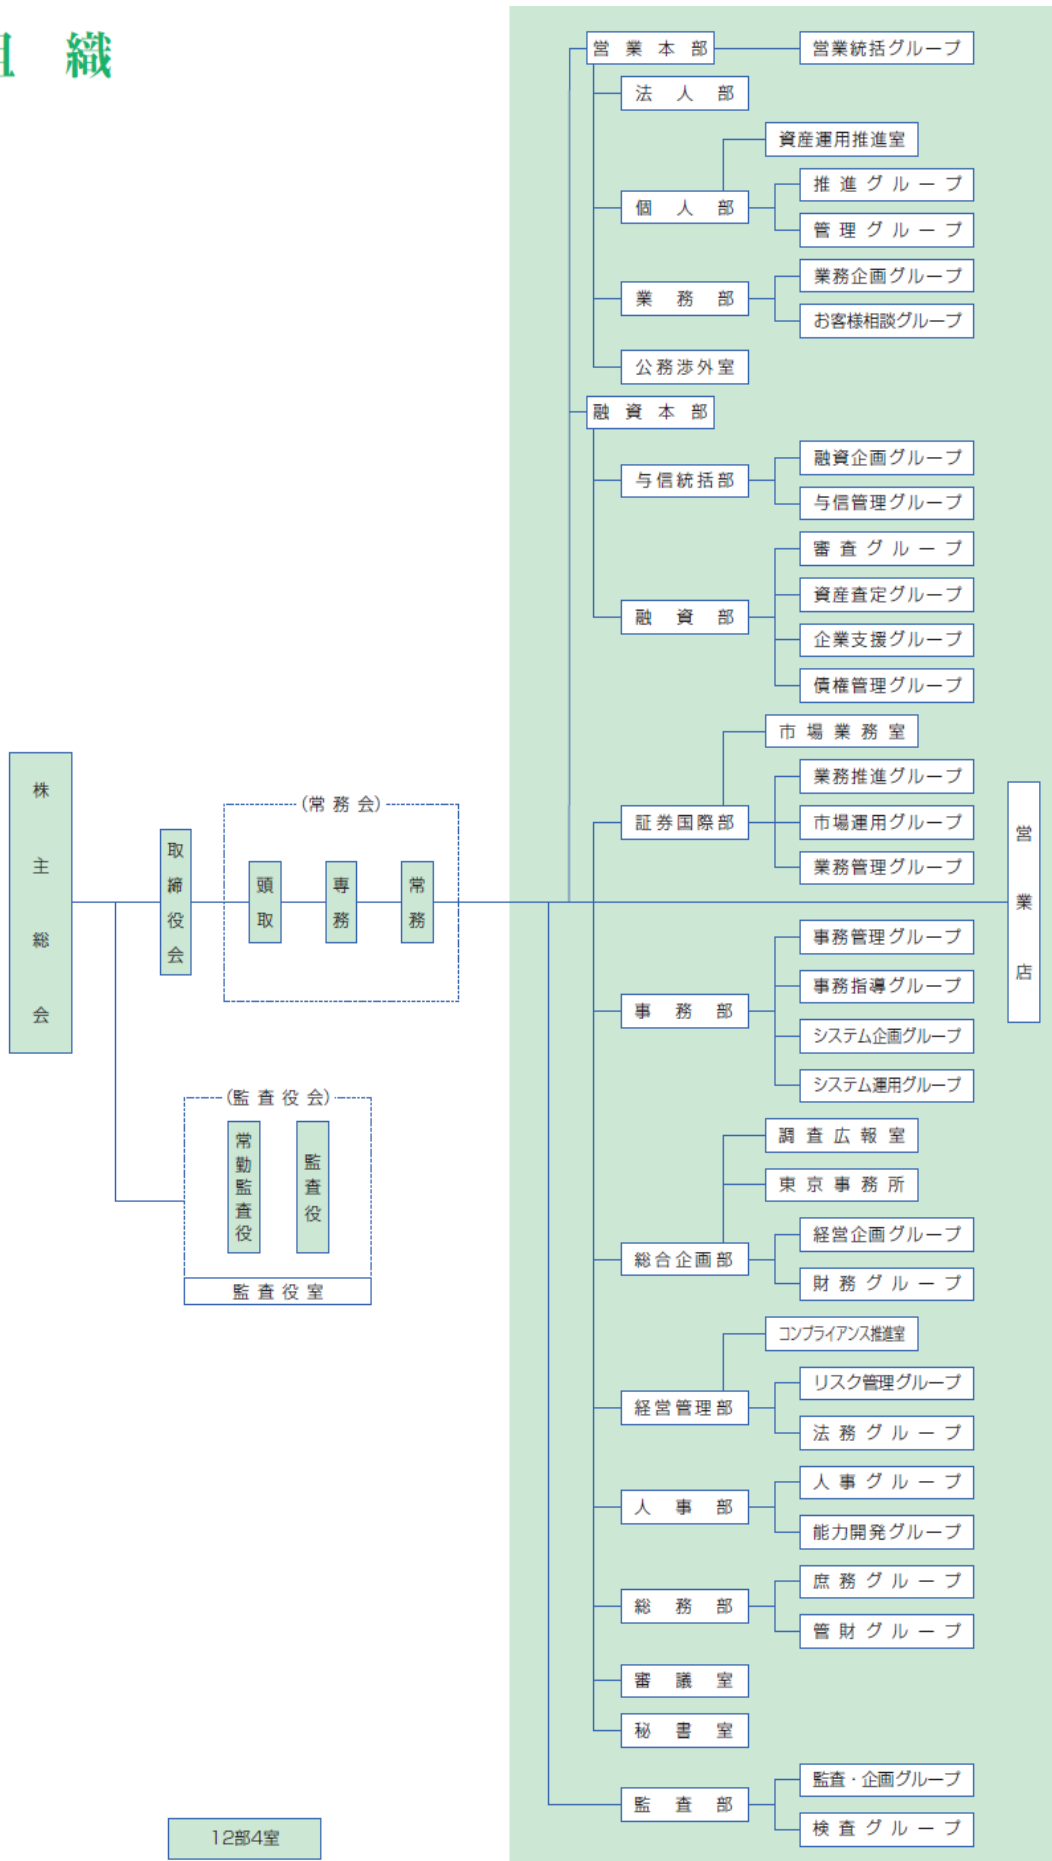 組 織
営業本部
営業統括グループ
法人部
資産運用推進室
個人部
推進グループ
管理グループ
業務部
業務企画グループ
お客様相談グループ
公務渉外室
融資本部
与信統括部
融資企画グループ
与信管理グループ
融資部
審査グループ
資産査定グループ
企業支援グループ
債権管理グループ
市場業務室
証券国際部
業務推進グループ
市場運用グループ
業務管理グループ
株主総会
取締役会
(常務会)
頭取
専務
常務
営業店
事務部
事務管理グループ
事務指導グループ
システム企画グループ
システム運用グループ
(監査役会)
常勤監査役
監査役
監査役室
調査広報室
東京事務所
総合企画部
経営企画グループ
財務グループ
コンプライアンス推進室
経営管理部
リスク管理グループ
法務グループ
人事部
人事グループ
能力開発グループ
総務部
庶務グループ
管財グループ
審議室
秘書室
監査部
監査・企画グループ
検査グループ
12部4室